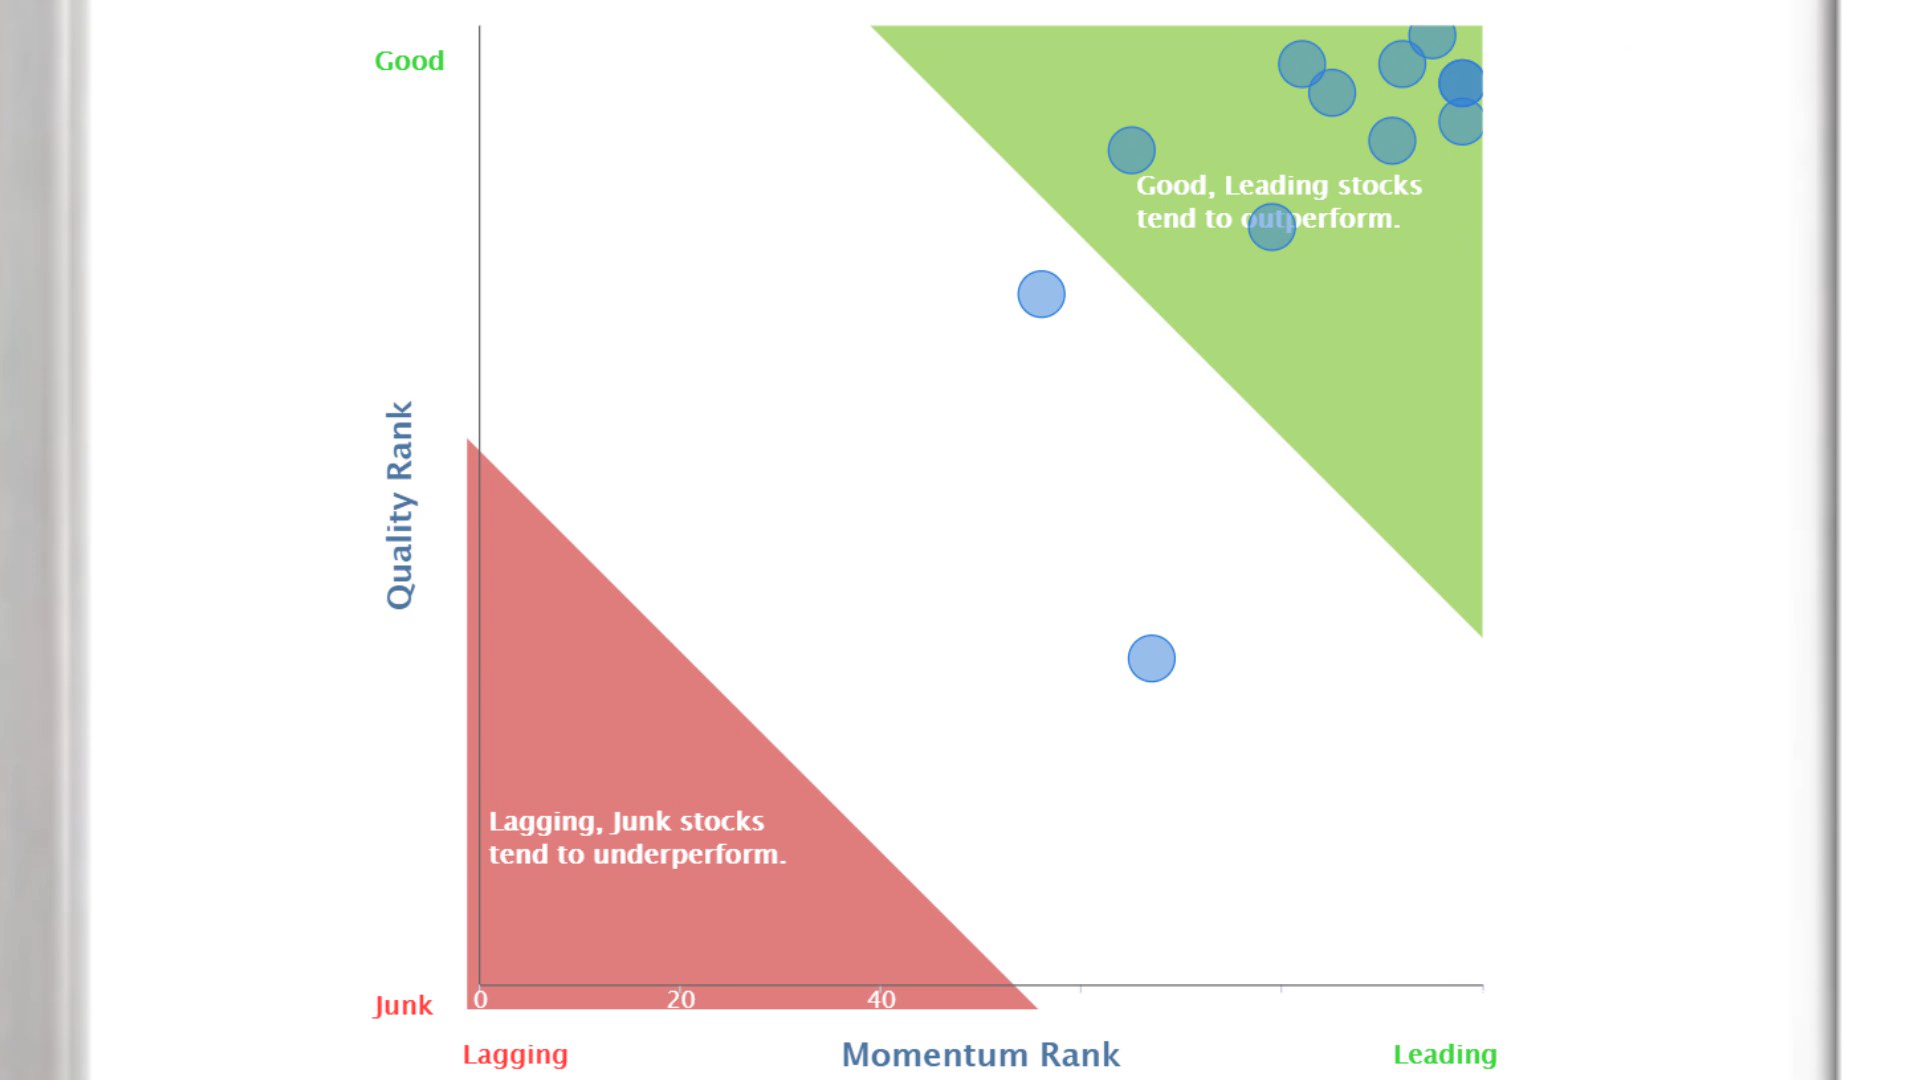 Good
Good, Leading stocks
tend to outperform.
Quality Rank
Lagging, Junk stocks
tend to underperform.
Junk
0 20 40
Lagging
Momentum Rank
Leading